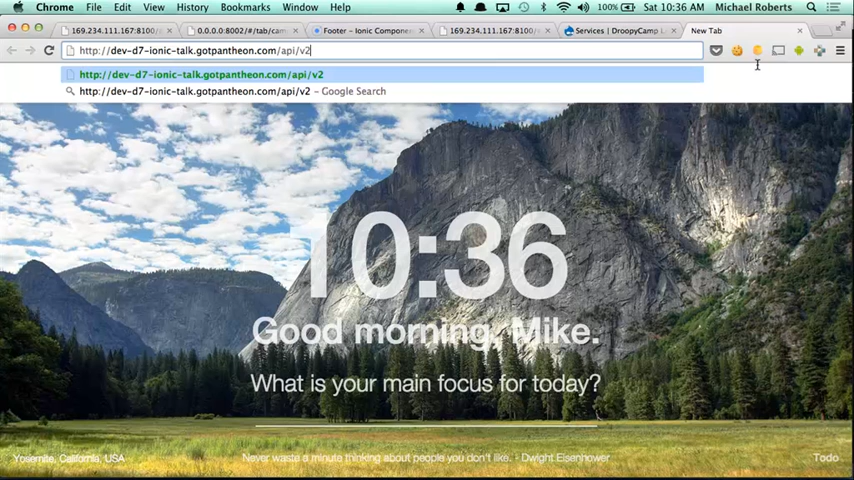 Chrome File Edit View History Bookmarks Window Help 100% Sat 10:36 AM Michael Roberts
169.234.111.167:8100/ 0.0.0.0:8002/#/tab/cam Footer - Ionic Componen 169.234.111.167:8100/ Services | DroopyCamp L New Tab
http://dev-d7-ionic-talk.gotpantheon.com/api/v2
http://dev-d7-ionic-talk.gotpantheon.com/api/v2
http://dev-d7-ionic-talk.gotpantheon.com/api/v2 - Google Search
10:36
Good morning, Mike.
What is your main focus for today?
Yosemite, California, USA Never waste a minute thinking about people you don't like. - Dwight Eisenhower Todo